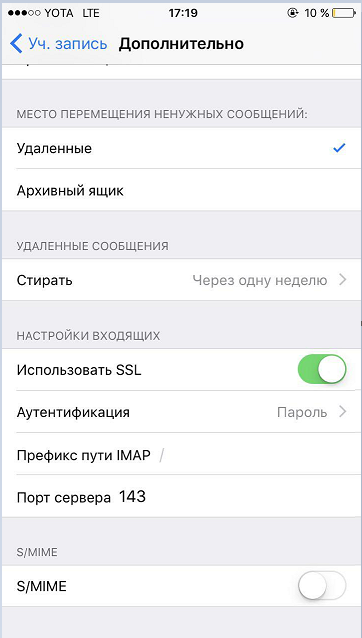 YOTA LTE 17:19 10 %
Уч. запись Дополнительно
МЕСТО ПЕРЕМЕЩЕНИЯ НЕНУЖНЫХ СООБЩЕНИЙ:
Удаленные
Архивный ящик
УДАЛЕННЫЕ СООБЩЕНИЯ
Стирать Через одну неделю
НАСТРОЙКИ ВХОДЯЩИХ
Использовать SSL
Аутентификация Пароль
Префикс пути IMAP /
Порт сервера 143
S/MIME
S/MIME